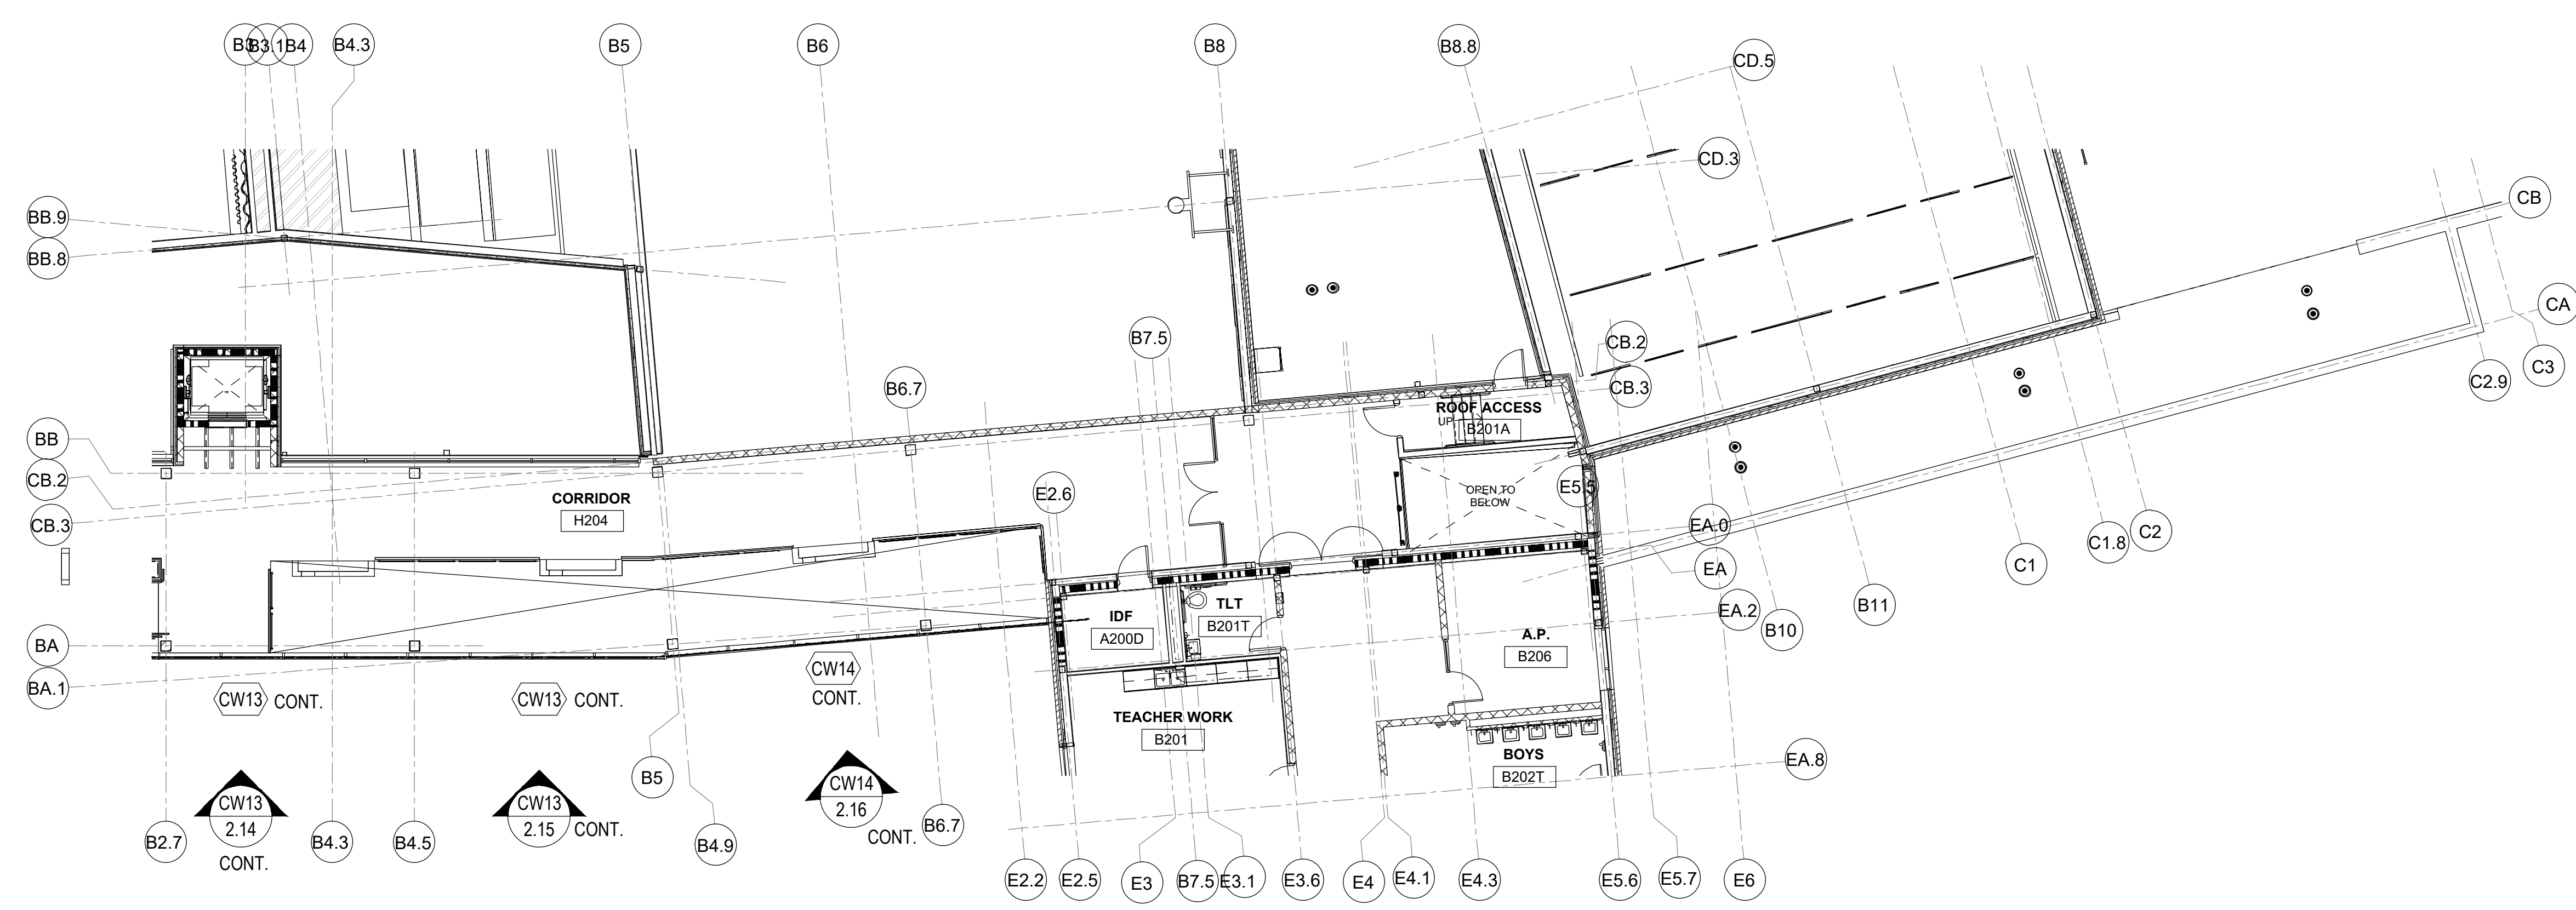 B3
B3.1
B4
B4.3
B5
B6
B8
B8.8
CD.5
CD.3
CB
BB.9
BB.8
CA
B7.5
CB.2
C3
C2.9
CB.3
B6.7
ROOF ACCESS
UP
B201A
BB
CB.2
CB.3
CORRIDOR
H204
E2.6
OPEN TO
BELOW
E5.5
EA.0
C2
C1.8
C1
EA
B11
EA.2
B10
IDF
A200D
TLT
B201T
A.P.
B206
BA
BA.1
CW13 CONT.
CW13 CONT.
CW14
CONT.
TEACHER WORK
B201
BOYS
B202T
EA.8
B5
CW13
2.14
CONT.
CW13
2.15
CONT.
CW14
2.16
CONT.
B2.7
B4.3
B4.5
B4.9
B6.7
E2.2
E2.5
E3
B7.5
E3.1
E3.6
E4
E4.1
E4.3
E5.6
E5.7
E6